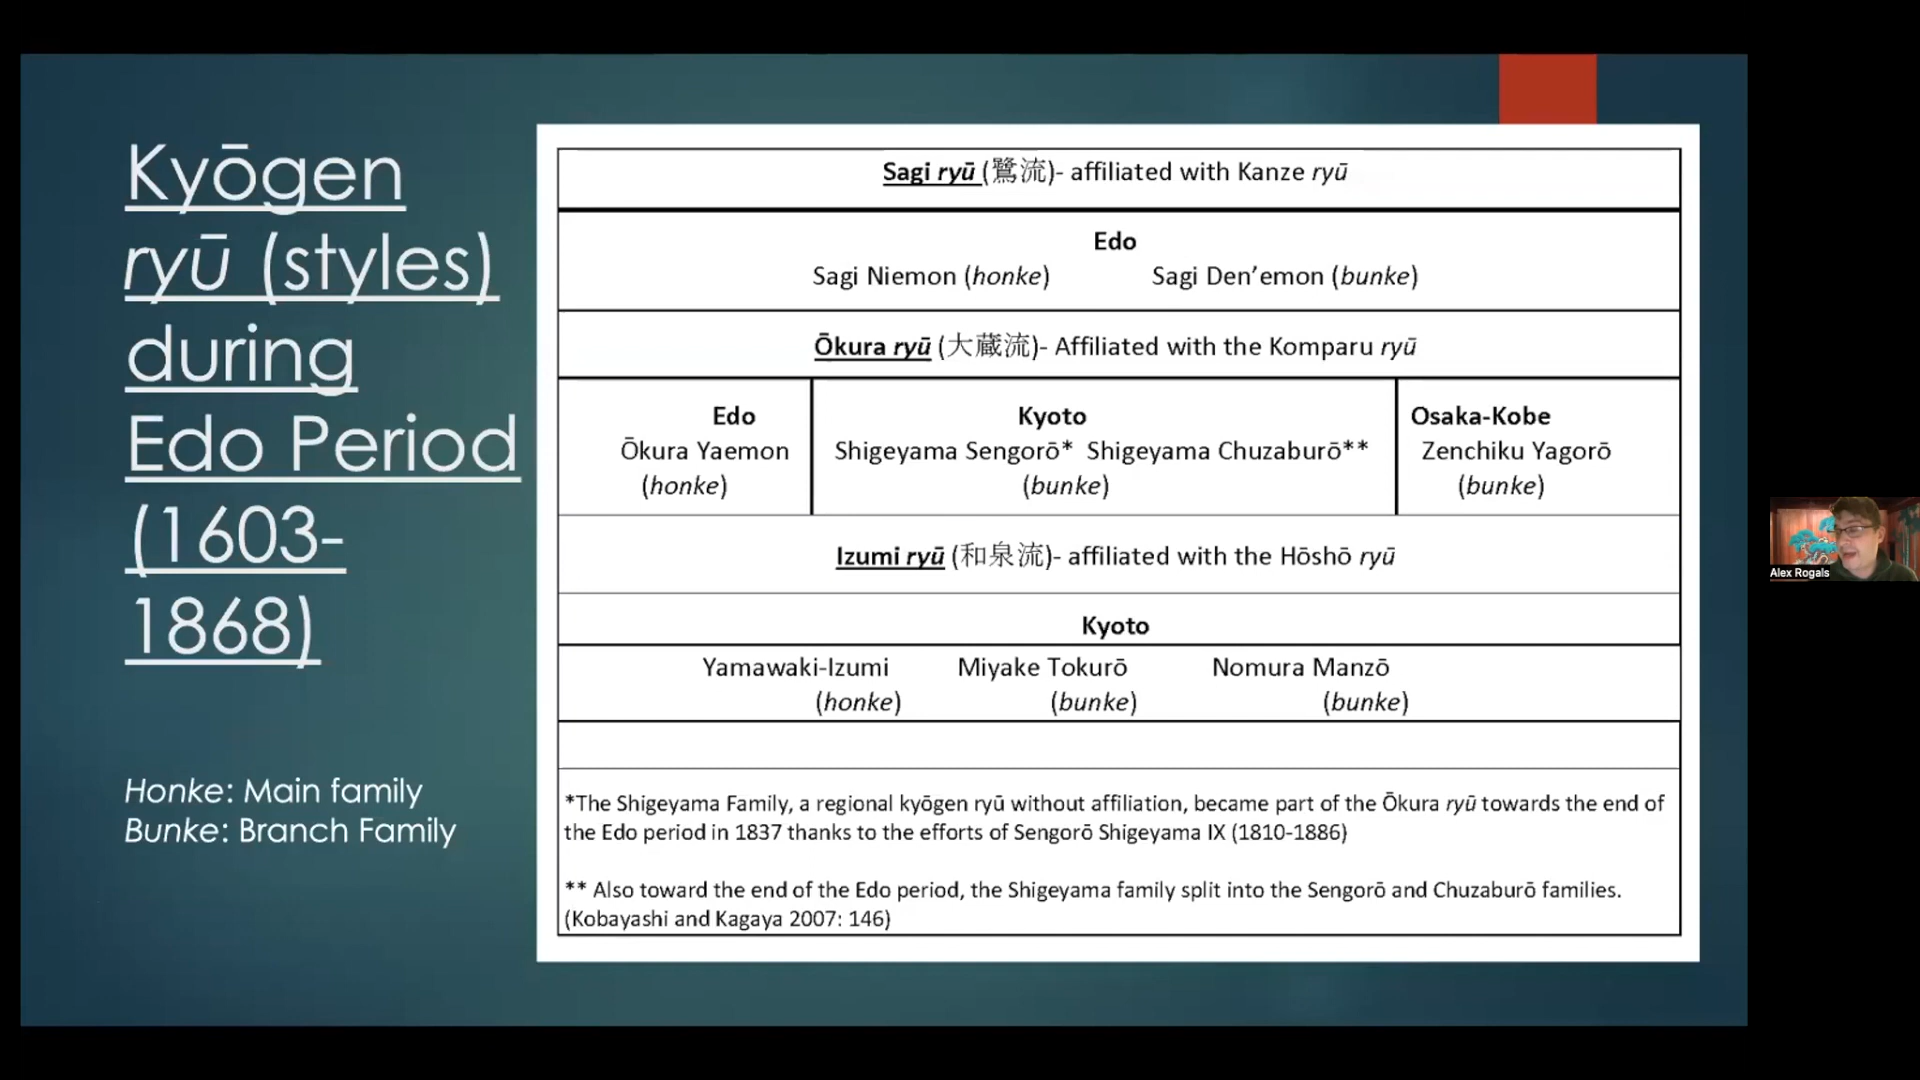 Kyōgen
ryū (styles)
during
Edo Period
(1603-
1868)
Honke: Main family
Bunke: Branch Family
Sagi ryū (鷺流)- affiliated with Kanze ryū
Edo
Sagi Niemon (honke) Sagi Den’emon (bunke)
Ōkura ryū (大蔵流)- Affiliated with the Komparu ryū
Edo
Ōkura Yaemon
(honke)
Kyoto
Shigeyama Sengorō* Shigeyama Chuzaburō**
(bunke)
Osaka-Kobe
Zenchiku Yagorō
(bunke)
Izumi ryū (和泉流)- affiliated with the Hōshō ryū
Kyoto
Yamawaki-Izumi Miyake Tokurō Nomura Manzō
(honke) (bunke) (bunke)
*The Shigeyama Family, a regional kyōgen ryū without affiliation, became part of the Ōkura ryū towards the end of
the Edo period in 1837 thanks to the efforts of Sengorō Shigeyama IX (1810-1886)
** Also toward the end of the Edo period, the Shigeyama family split into the Sengorō and Chuzaburō families.
(Kobayashi and Kagaya 2007: 146)
Alex Rogals